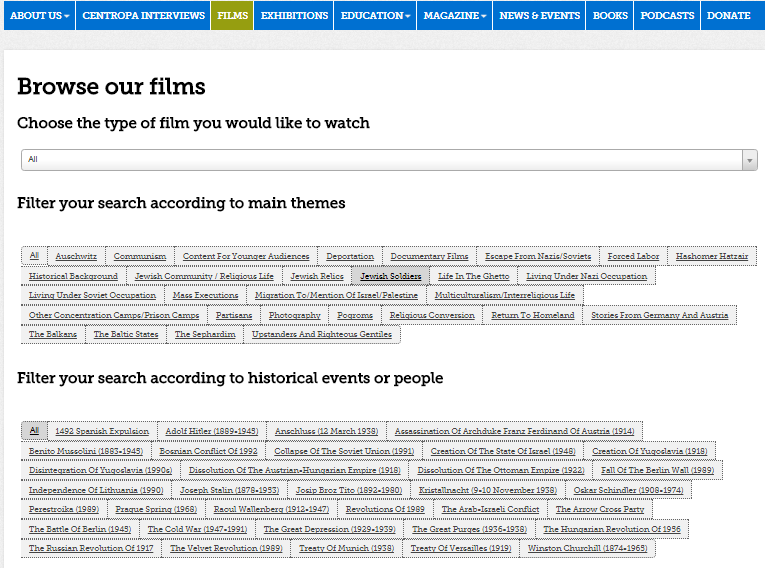 ABOUT US CENTROPA INTERVIEWS FILMS EXHIBITIONS EDUCATION MAGAZINE NEWS & EVENTS BOOKS PODCASTS DONATE
Browse our films
Choose the type of film you would like to watch
All
Filter your search according to main themes
All Auschwitz Communism Content For Younger Audiences Deportation Documentary Films Escape From Nazis/Soviets Forced Labor Hashomer Hatzair
Historical Background Jewish Community / Religious Life Jewish Relics Jewish Soldiers Life In The Ghetto Living Under Nazi Occupation
Living Under Soviet Occupation Mass Executions Migration To/Mention Of Israel/Palestine Multiculturalism/Interreligious Life
Other Concentration Camps/Prison Camps Partisans Photography Pogroms Religious Conversion Return To Homeland Stories From Germany And Austria
The Balkans The Baltic States The Sephardim Upstanders And Righteous Gentiles
Filter your search according to historical events or people
All 1492 Spanish Expulsion Adolf Hitler (1889-1945) Anschluss (12 March 1938) Assassination Of Archduke Franz Ferdinand Of Austria (1914)
Benito Mussolini (1883-1945) Bosnian Conflict Of 1992 Collapse Of The Soviet Union (1991) Creation Of The State Of Israel (1948) Creation Of Yugoslavia (1918)
Disintegration Of Yugoslavia (1990s) Dissolution Of The Austrian-Hungarian Empire (1918) Dissolution Of The Ottoman Empire (1922) Fall Of The Berlin Wall (1989)
Independence Of Lithuania (1990) Joseph Stalin (1878-1953) Josip Broz Tito (1892-1980) Kristallnacht (9-10 November 1938) Oskar Schindler (1908-1974)
Perestroika (1989) Prague Spring (1968) Raoul Wallenberg (1912-1947) Revolutions Of 1989 The Arab-Israeli Conflict The Arrow Cross Party
The Battle Of Berlin (1945) The Cold War (1947-1991) The Great Depression (1929-1939) The Great Purges (1936-1938) The Hungarian Revolution Of 1956
The Russian Revolution Of 1917 The Velvet Revolution (1989) Treaty Of Munich (1938) Treaty Of Versailles (1919) Winston Churchill (1874-1965)